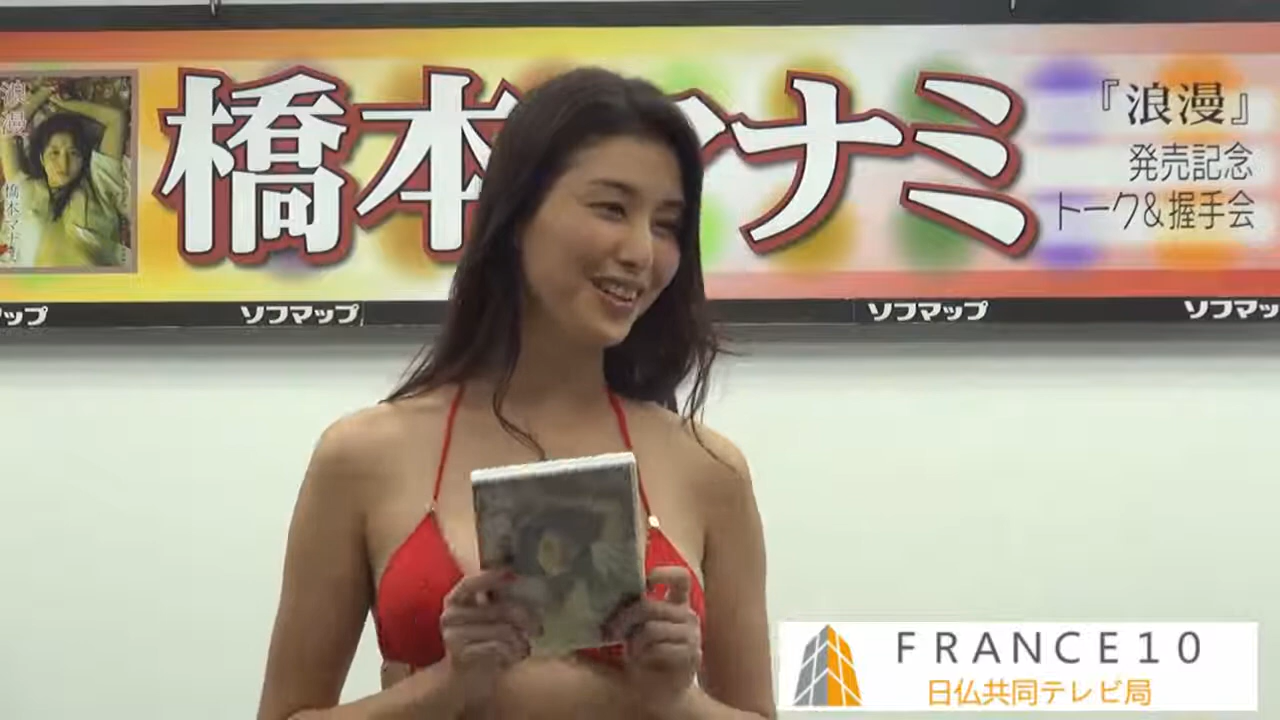 浪漫
橋本
橋本 ナミ
『浪漫』
発売記念
トーク&握手会
ップ
ソフマップ
ソフマップ
ソフマッ
FRANCE10
日仏共同テレビ局